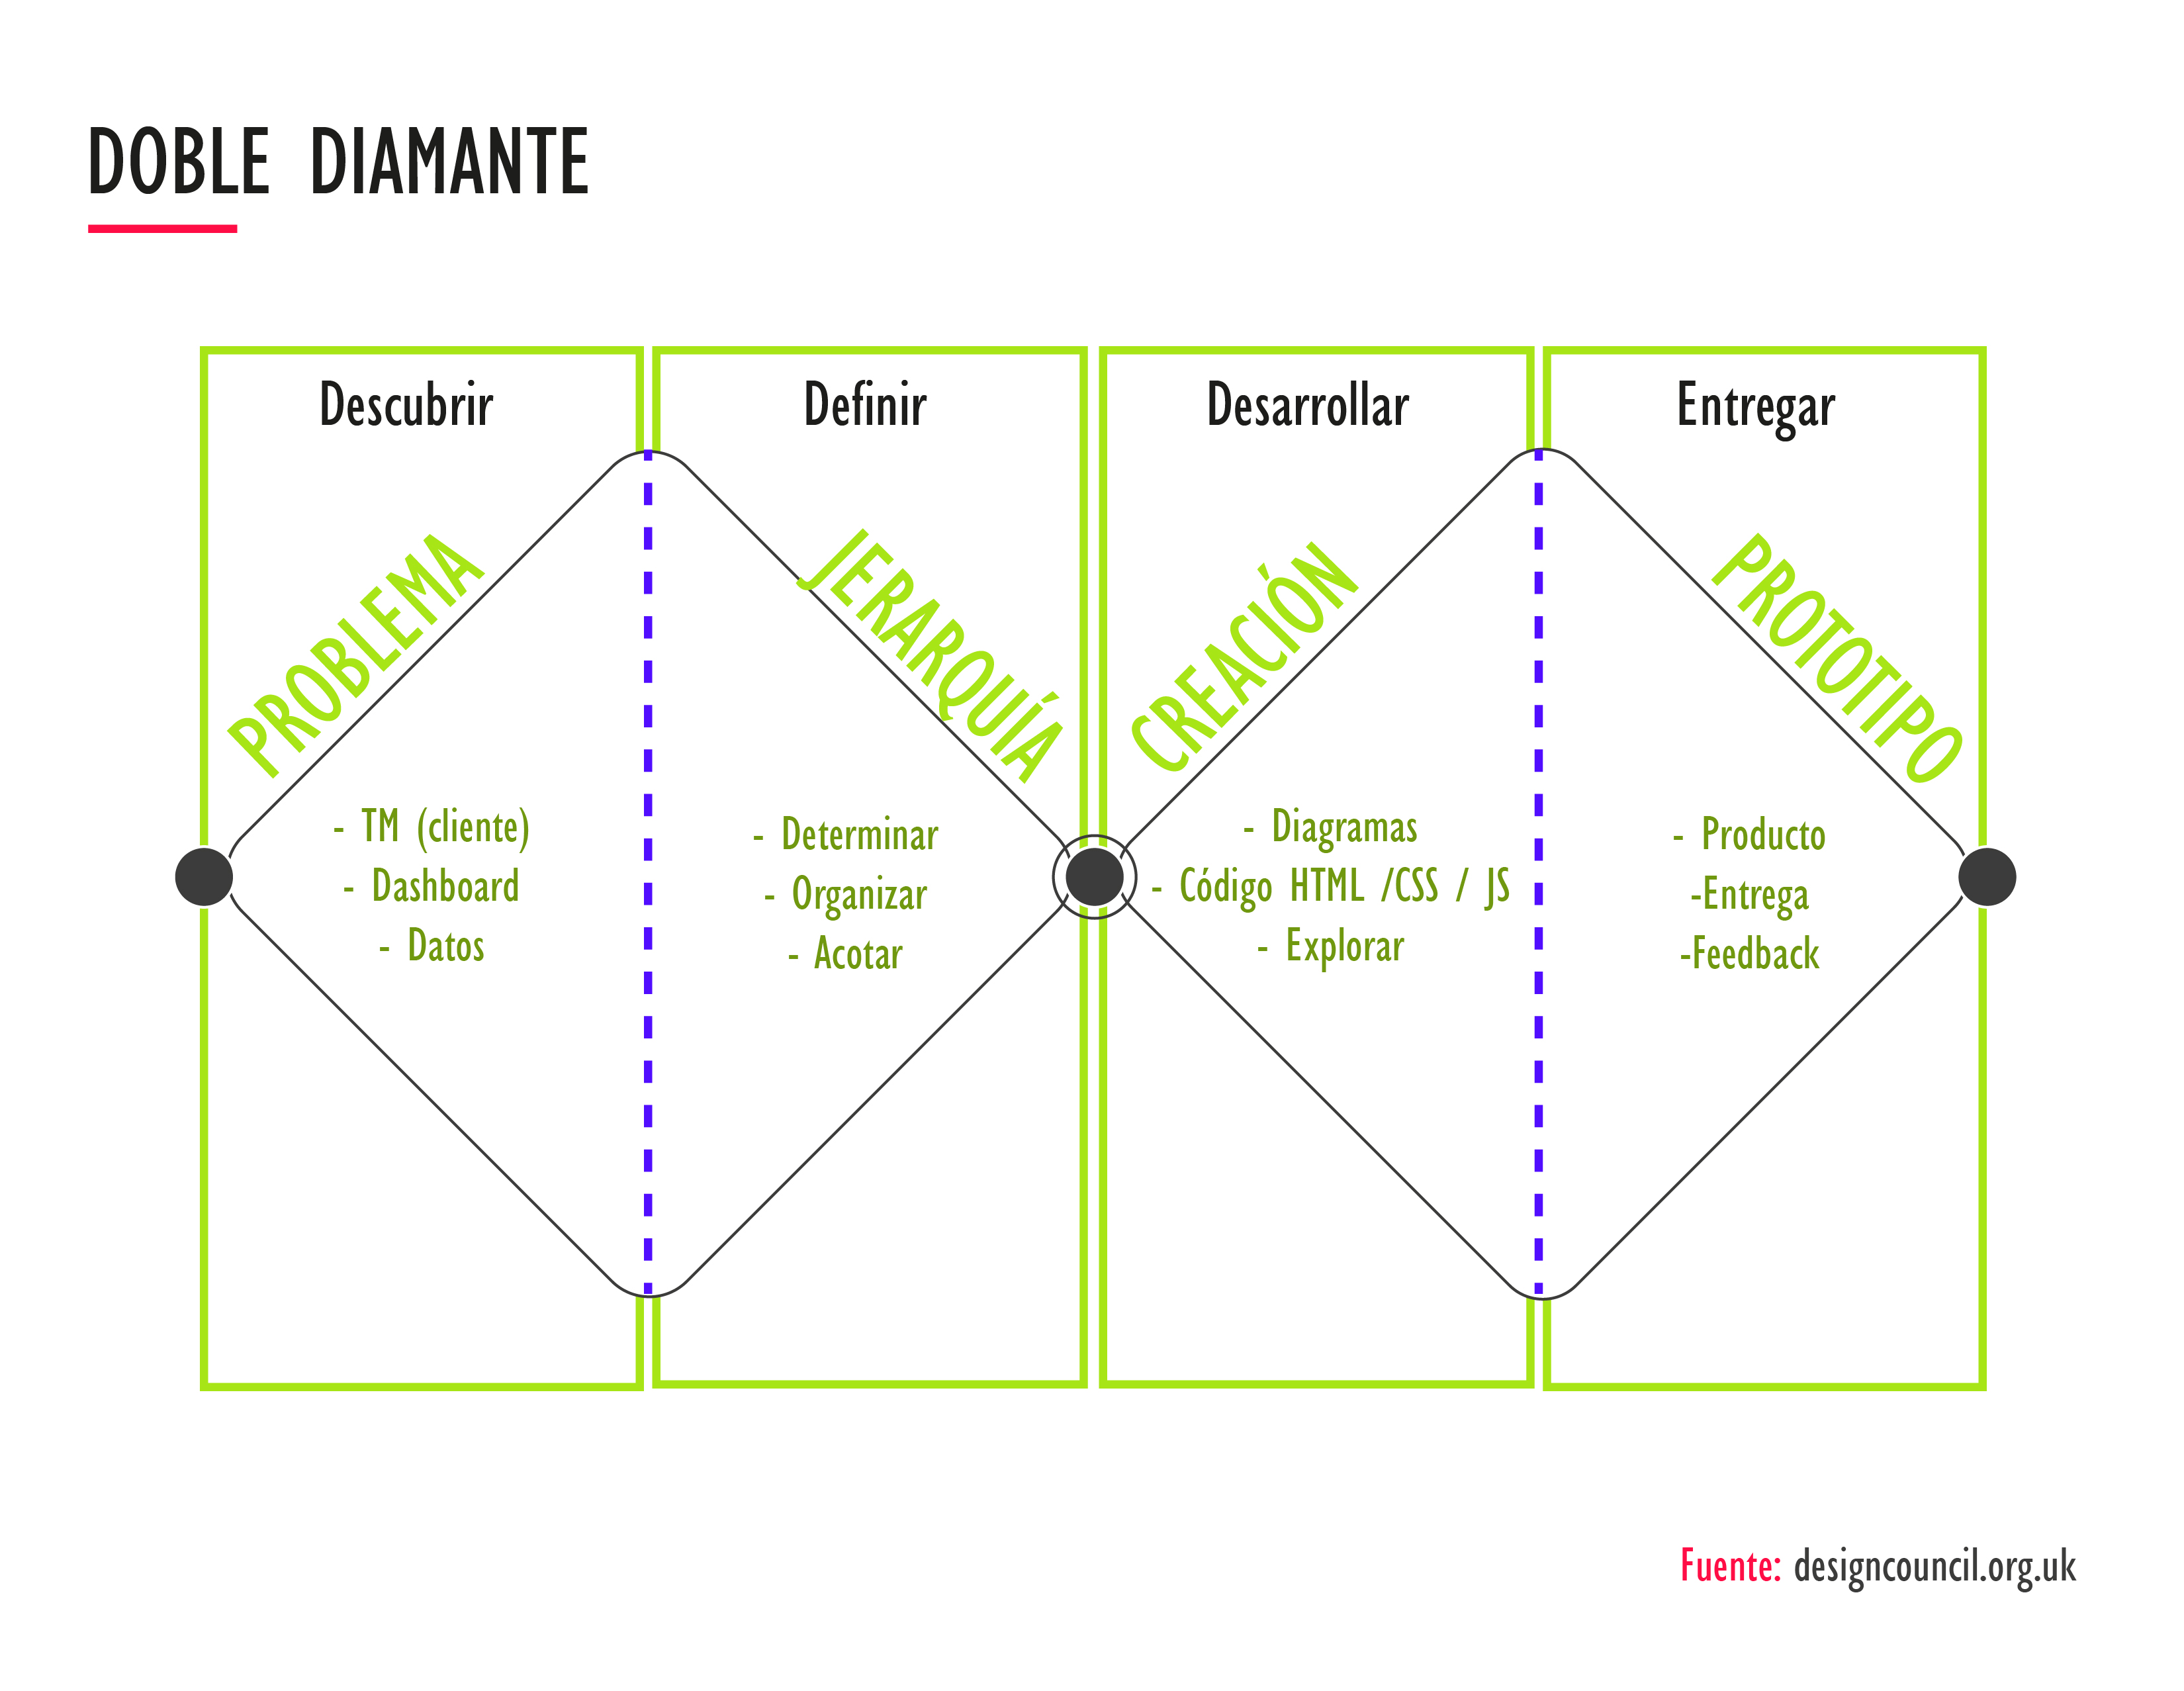 DOBLE DIAMANTE
Descubrir
PROBLEMA
- TM (cliente)
- Dashboard
- Datos
Definir
JERARQUÍA
- Determinar
- Organizar
- Acotar
Desarrollar
CREACIÓN
- Diagramas
- Código HTML /CSS / JS
- Explorar
Entregar
PROTOTIPO
- Producto
-Entrega
-Feedback
Fuente: designcouncil.org.uk